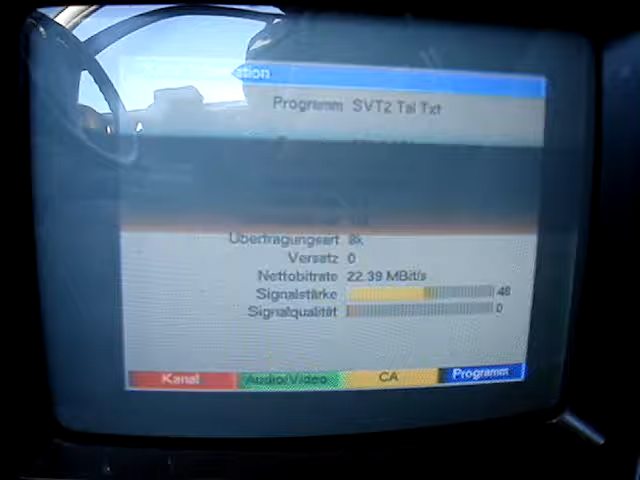 ation
Programm SVT2 Tal Txt
Übertragungsart 8k
Versatz 0
Nettobitrate 22.39 MBit/s
Signalstärke 48
Signalqualität 0
Kanal Audio/Video CA Programm